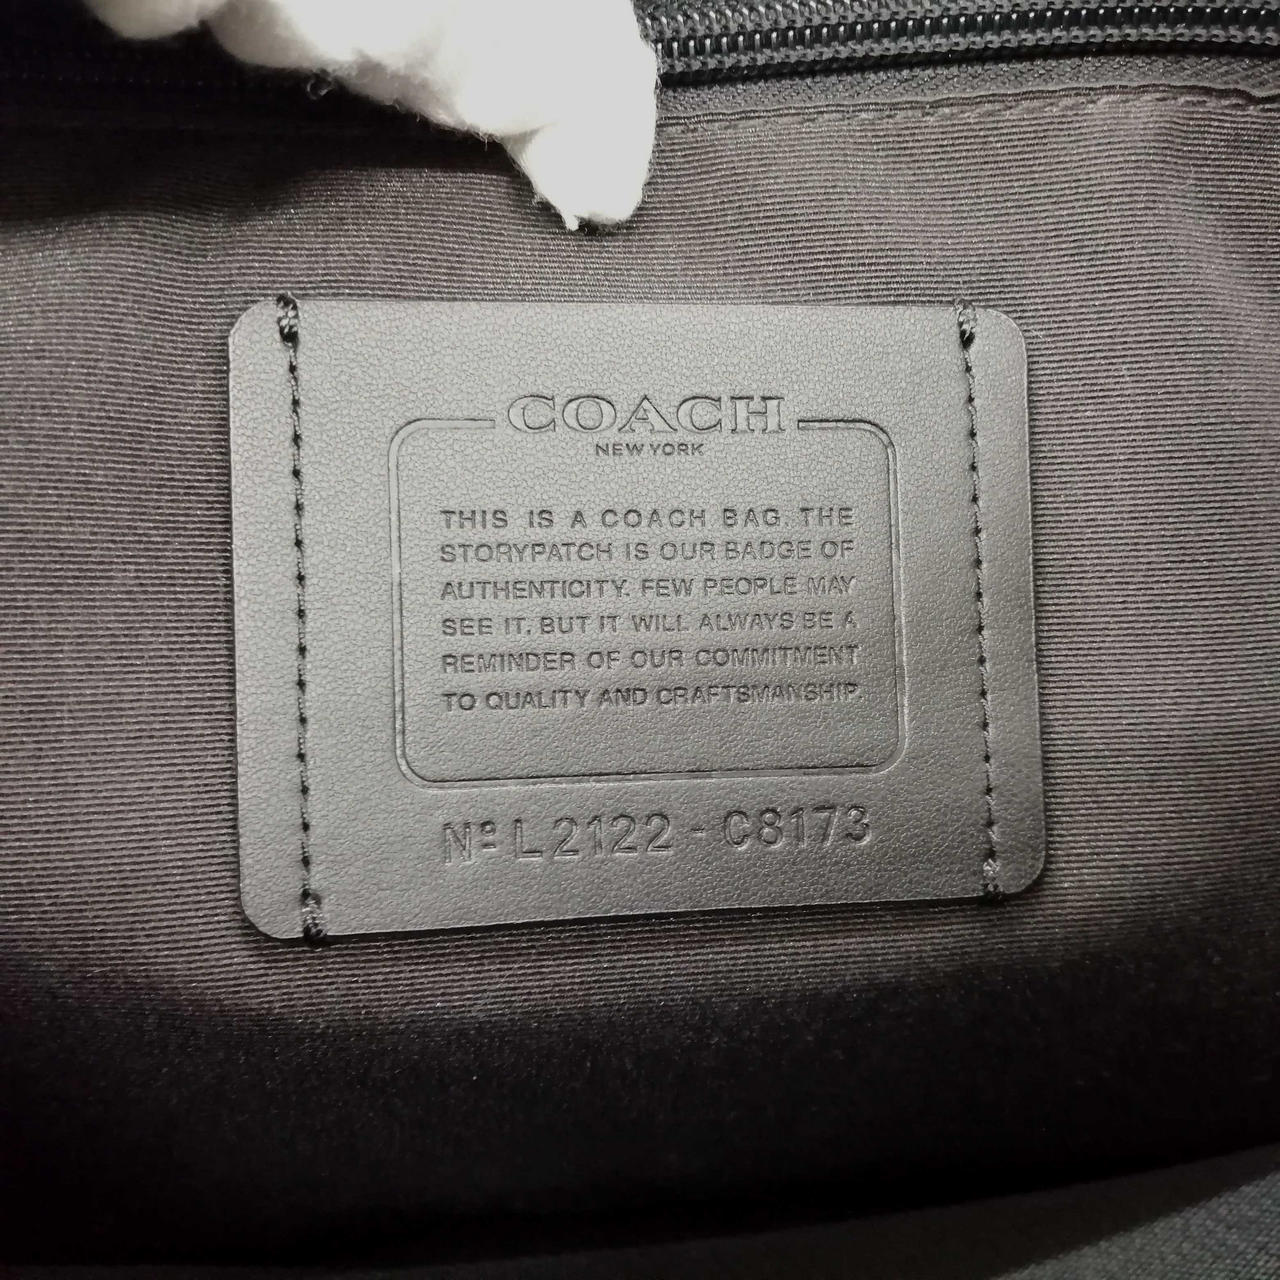 COACH
NEW YORK
THIS IS A COACH BAG. THE
STORYPATCH IS OUR BADGE OF
AUTHENTICITY. FEW PEOPLE MAY
SEE IT, BUT IT WILL ALWAYS BE A
REMINDER OF OUR COMMITMENT
TO QUALITY AND CRAFTSMANSHIP.
Nº L2122-C8173